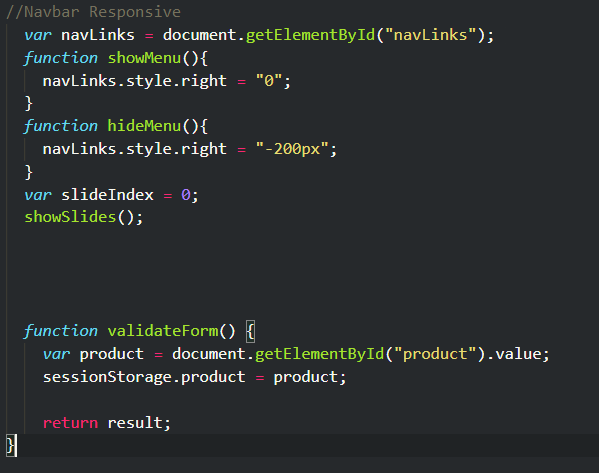 //Navbar Responsive
var navLinks = document.getElementById("navLinks");
function showMenu(){
navLinks.style.right = "0";
}
function hideMenu(){
navLinks.style.right = "-200px";
}
var slideIndex = 0;
showSlides();
function validateForm() {
var product = document.getElementById("product").value;
sessionStorage.product = product;
return result;
}